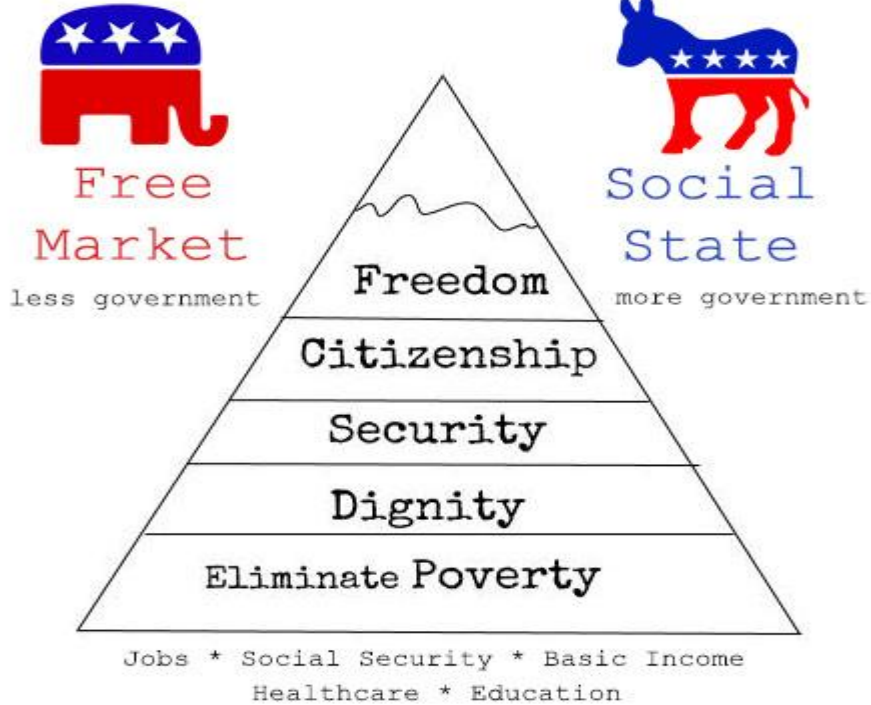 Free
Market
less government
Social
State
more government
Freedom
Citizenship
Security
Dignity
Eliminate Poverty
Jobs * Social Security * Basic Income
Healthcare * Education